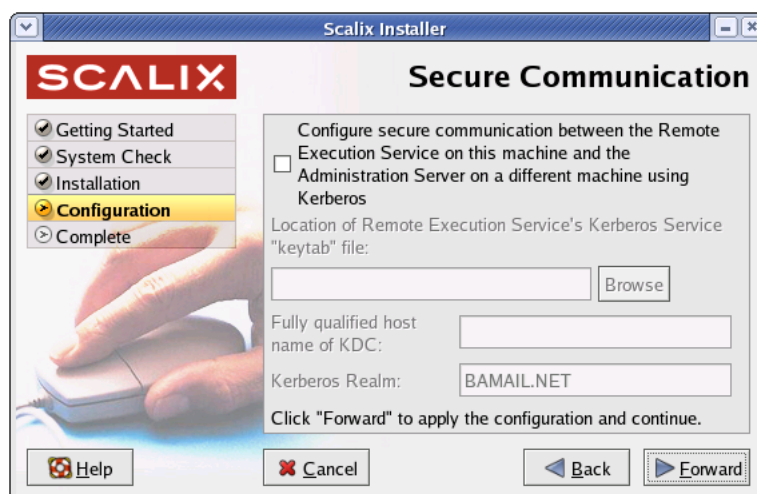 Scalix Installer
SCALIX
Secure Communication
Getting Started
System Check
Installation
Configuration
Complete
Configure secure communication between the Remote
Execution Service on this machine and the
Administration Server on a different machine using
Kerberos
Location of Remote Execution Service's Kerberos Service
"keytab" file:
Browse
Fully qualified host
name of KDC:
Kerberos Realm:
BAMAIL.NET
Click "Forward" to apply the configuration and continue.
Help
Cancel
Back
Forward